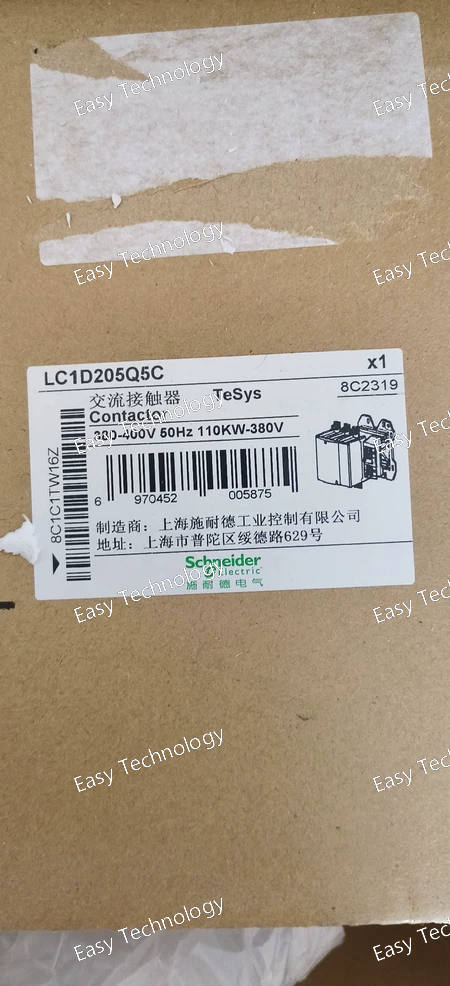 Easy Technology
Easy Tec
Easy Technology
Easy Tec
LC1D205Q5C
x1
交流接触器 TeSys
8C2319
Contactor
380-400V 50Hz 110KW-380V
Easy Technology
Easy Tec
8C1C1TW16Z
6 970452 005875
制造商：上海施耐德工业控制有限公司
地址：上海市普陀区绥德路629号
Schneider
Electric
施耐德电气
Easy Technology
Easy Tec
Easy Technology
Easy Tec
Easy Technology
Easy Tec